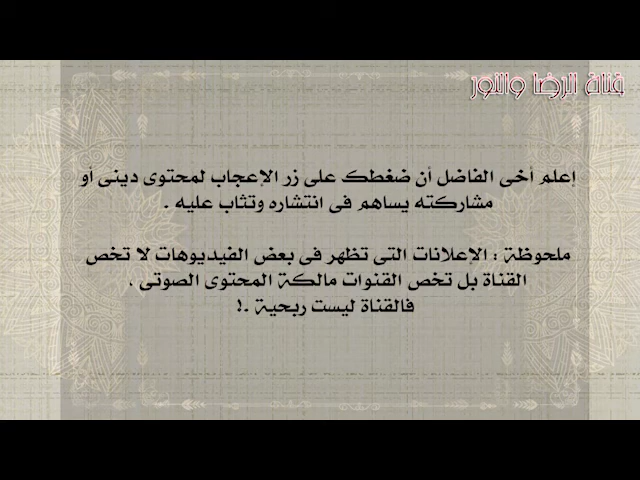 قناة الرضا والنور
إعلم أخى الفاضل أن ضغطك على زر الإعجاب لمحتوى دينى أو
مشاركته يساهم فى انتشاره وتثاب عليه .
ملحوظة : الإعلانات التى تظهر فى بعض الفيديوهات لا تخص
القناة بل تخص القنوات مالكة المحتوى الصوتى ،
فالقناة ليست ربحية .!